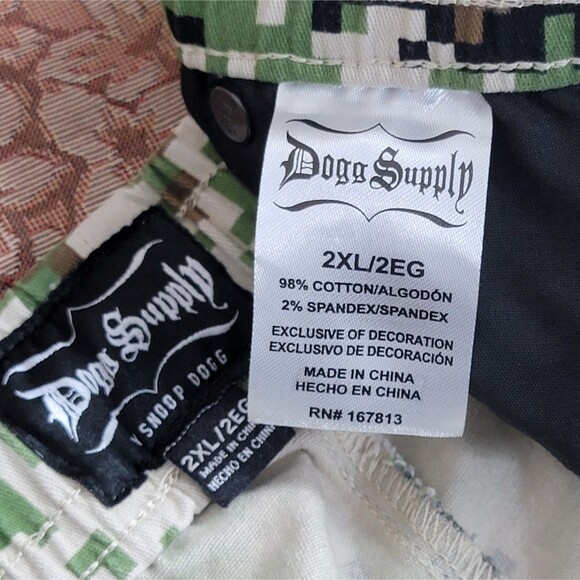 Dogg Supply
2XL/2EG
98% COTTON/ALGODÓN
2% SPANDEX/SPANDEX
EXCLUSIVE OF DECORATION
EXCLUSIVO DE DECORACIÓN
MADE IN CHINA
HECHO EN CHINA
RN# 167813
Dogg Supply
SNOOP DOGG
2XL/2EG
MADE IN CHINA
HECHO EN CHINA